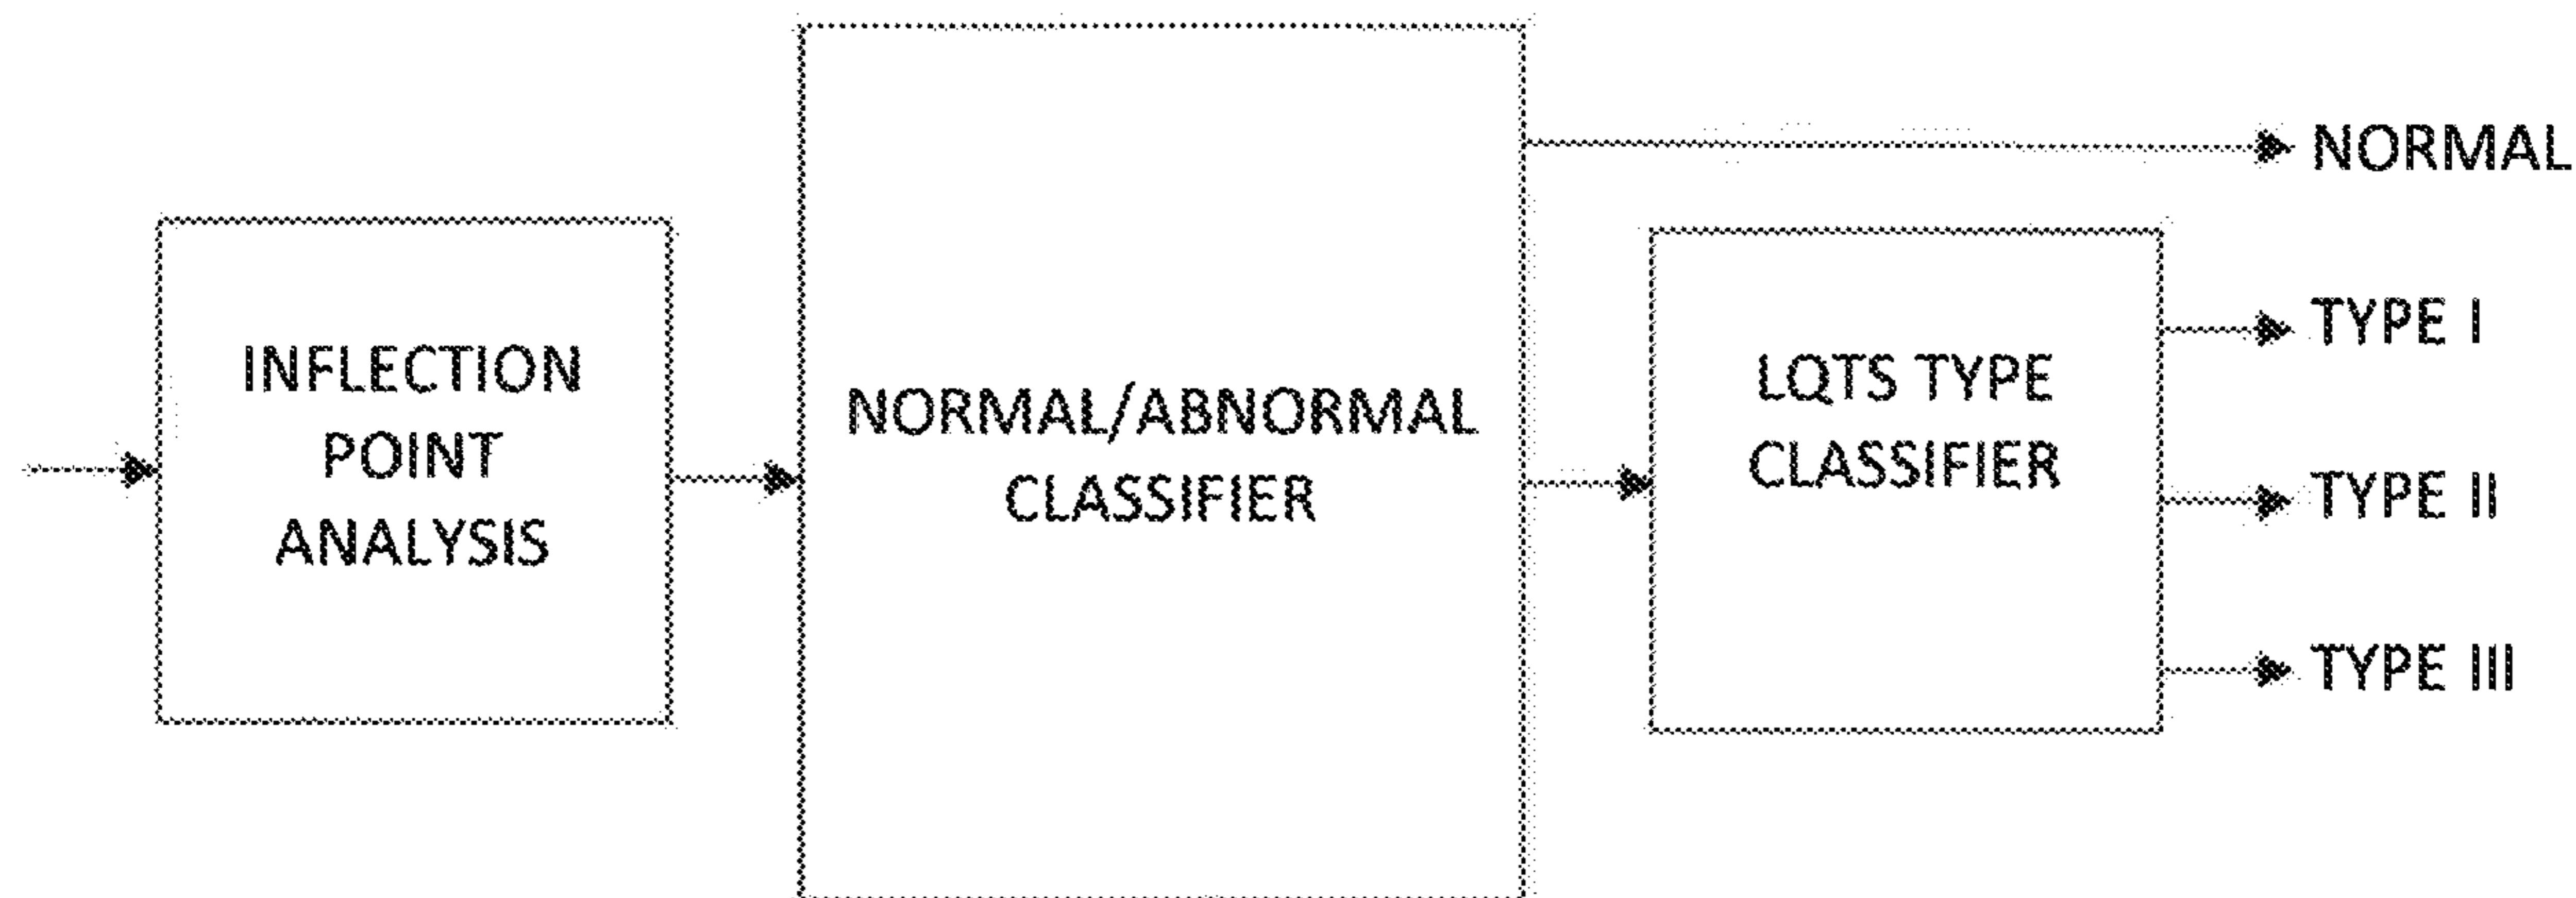 INFLECTION
POINT
ANALYSIS
NORMAL/ABNORMAL
CLASSIFIER
LQTS TYPE
CLASSIFIER
NORMAL
TYPE I
TYPE II
TYPE III